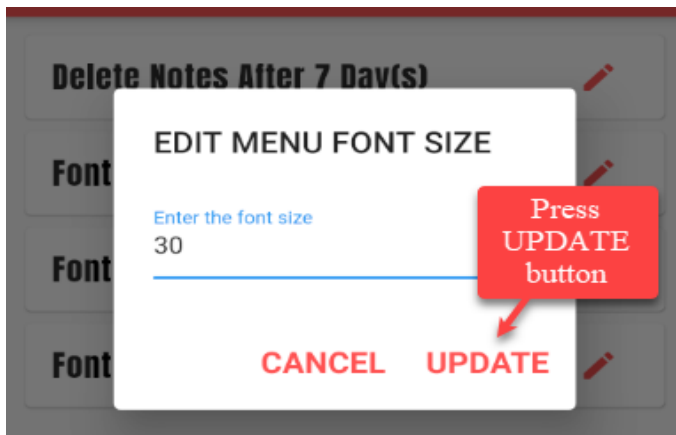 Delete Notes After 7 Day(s)
EDIT MENU FONT SIZE
Font
Enter the font size
30
Press
UPDATE
button
Font
Font
CANCEL UPDATE